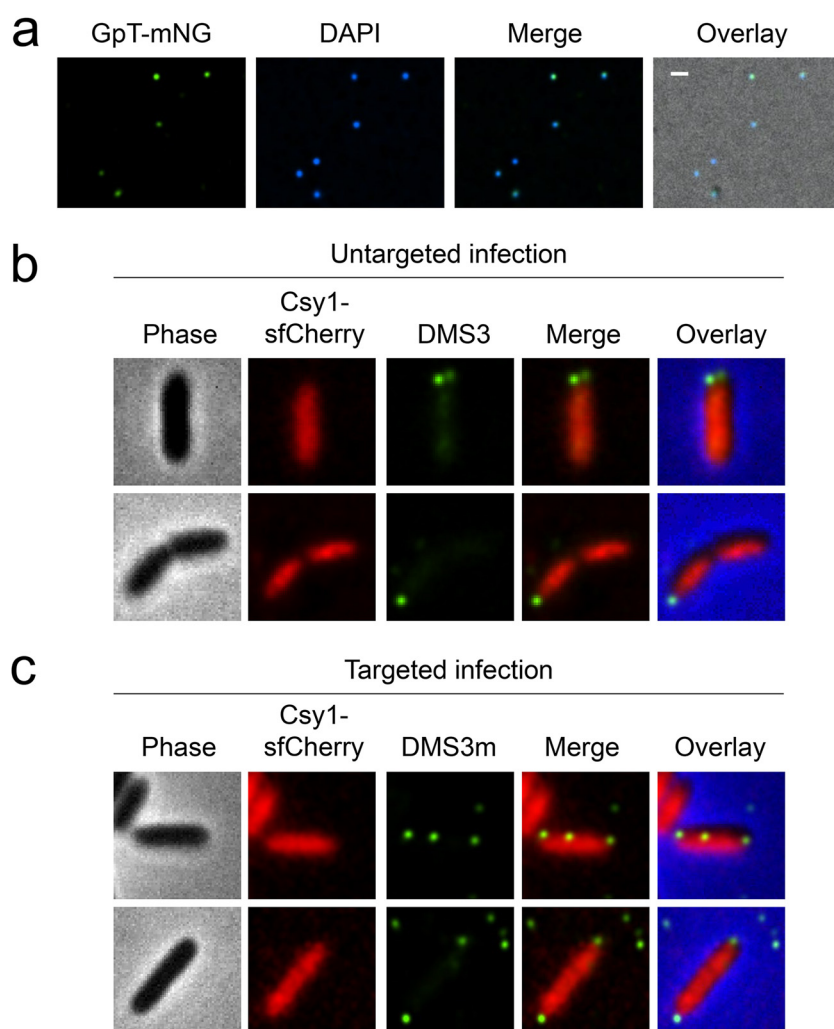 a
GpT-mNG DAPI Merge Overlay
b
Untargeted infection
Csy1-
Phase sfCherry DMS3 Merge Overlay
c
Targeted infection
Csy1-
Phase sfCherry DMS3m Merge Overlay